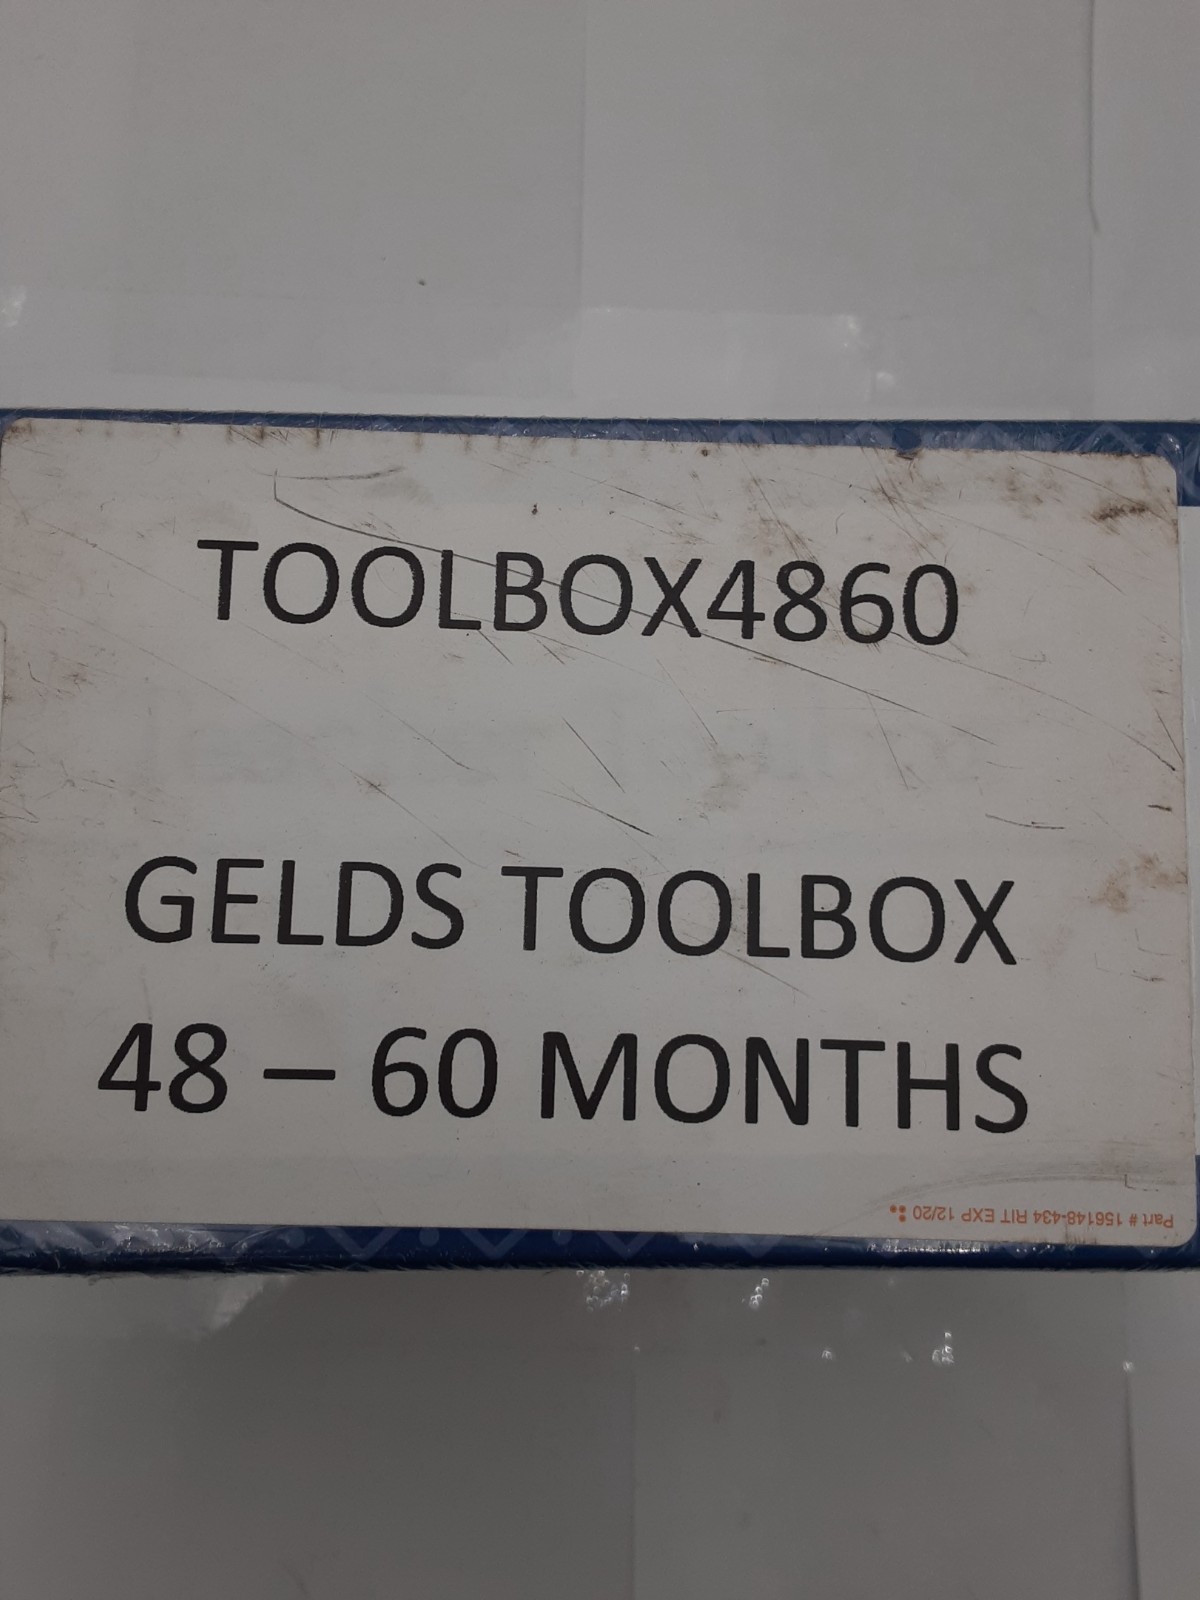 TOOLBOX4860
GELDS TOOLBOX
48 – 60 MONTHS
Part # 156148-434 RIT EXP 12/20